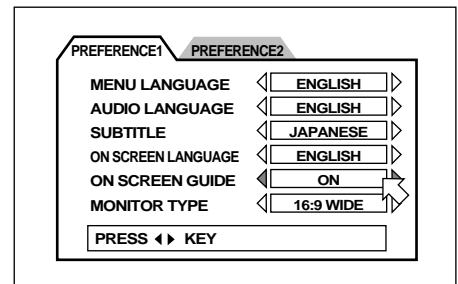 PREFERENCE1 PREFERENCE2
MENU LANGUAGE ENGLISH
AUDIO LANGUAGE ENGLISH
SUBTITLE JAPANESE
ON SCREEN LANGUAGE ENGLISH
ON SCREEN GUIDE ON
MONITOR TYPE 16:9 WIDE
PRESS KEY